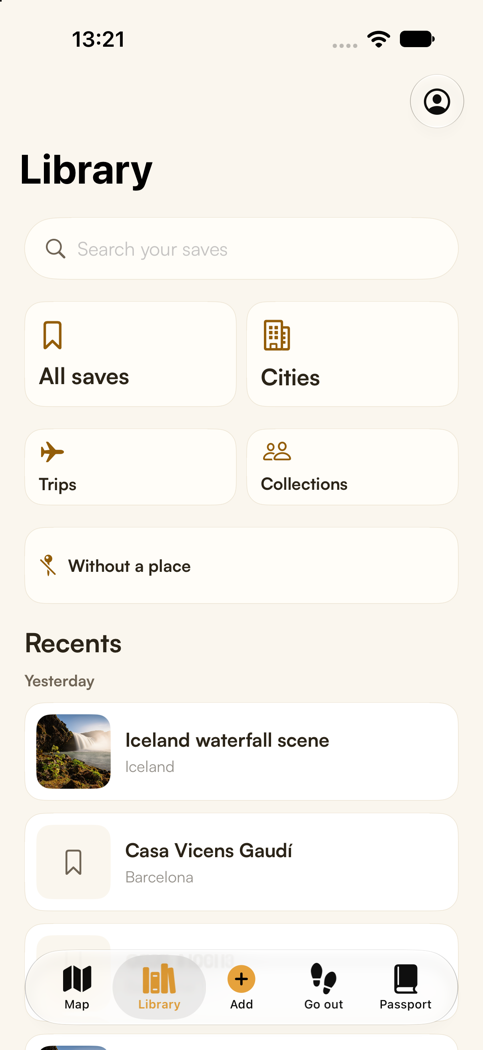 13:21
Library
Search your saves
All saves
Cities
Trips
Collections
Without a place
Recents
Yesterday
Iceland waterfall scene
Iceland
Casa Vicens Gaudí
Barcelona
Map
Library
Add
Go out
Passport